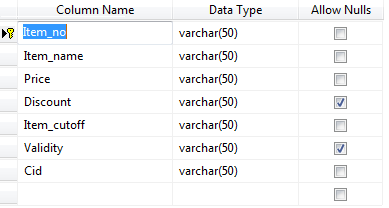 Column Name Data Type Allow Nulls
Item_no varchar(50)
Item_name varchar(50)
Price varchar(50)
Discount varchar(50)
Item_cutoff varchar(50)
Validity varchar(50)
Cid varchar(50)